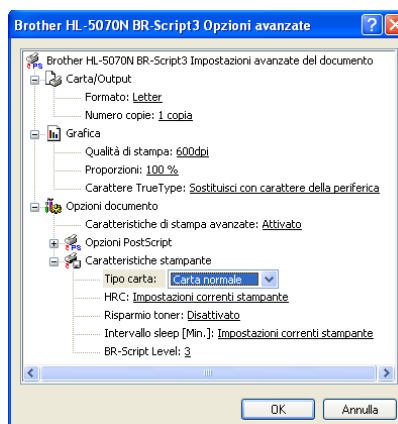 Brother HL-5070N BR-Script3 Opzioni avanzate
Brother HL-5070N BR-Script3 Impostazioni avanzate del documento
Carta/Output
Formato: Letter
Numero copie: 1 copia
Grafica
Qualità di stampa: 600dpi
Proporzioni: 100 %
Carattere TrueType: Sostituisci con carattere della periferica
Opzioni documento
Caratteristiche di stampa avanzate: Attivato
Opzioni PostScript
Caratteristiche stampante
Tipo carta: Carta normale
HRC: Impostazioni correnti stampante
Risparmio toner: Disattivato
Intervallo sleep [Min.]: Impostazioni correnti stampante
BR-Script Level: 3
OK Annulla